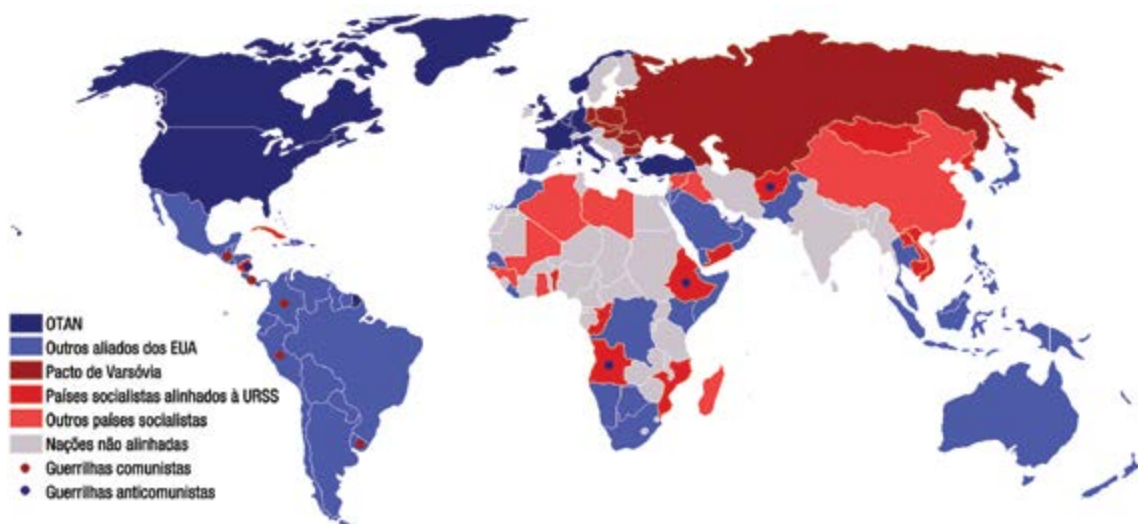 OTAN
Outros aliados dos EUA
Pacto de Varsóvia
Países socialistas alinhados à URSS
Outros países socialistas
Nações não alinhadas
Guerrilhas comunistas
Guerrilhas anticomunistas